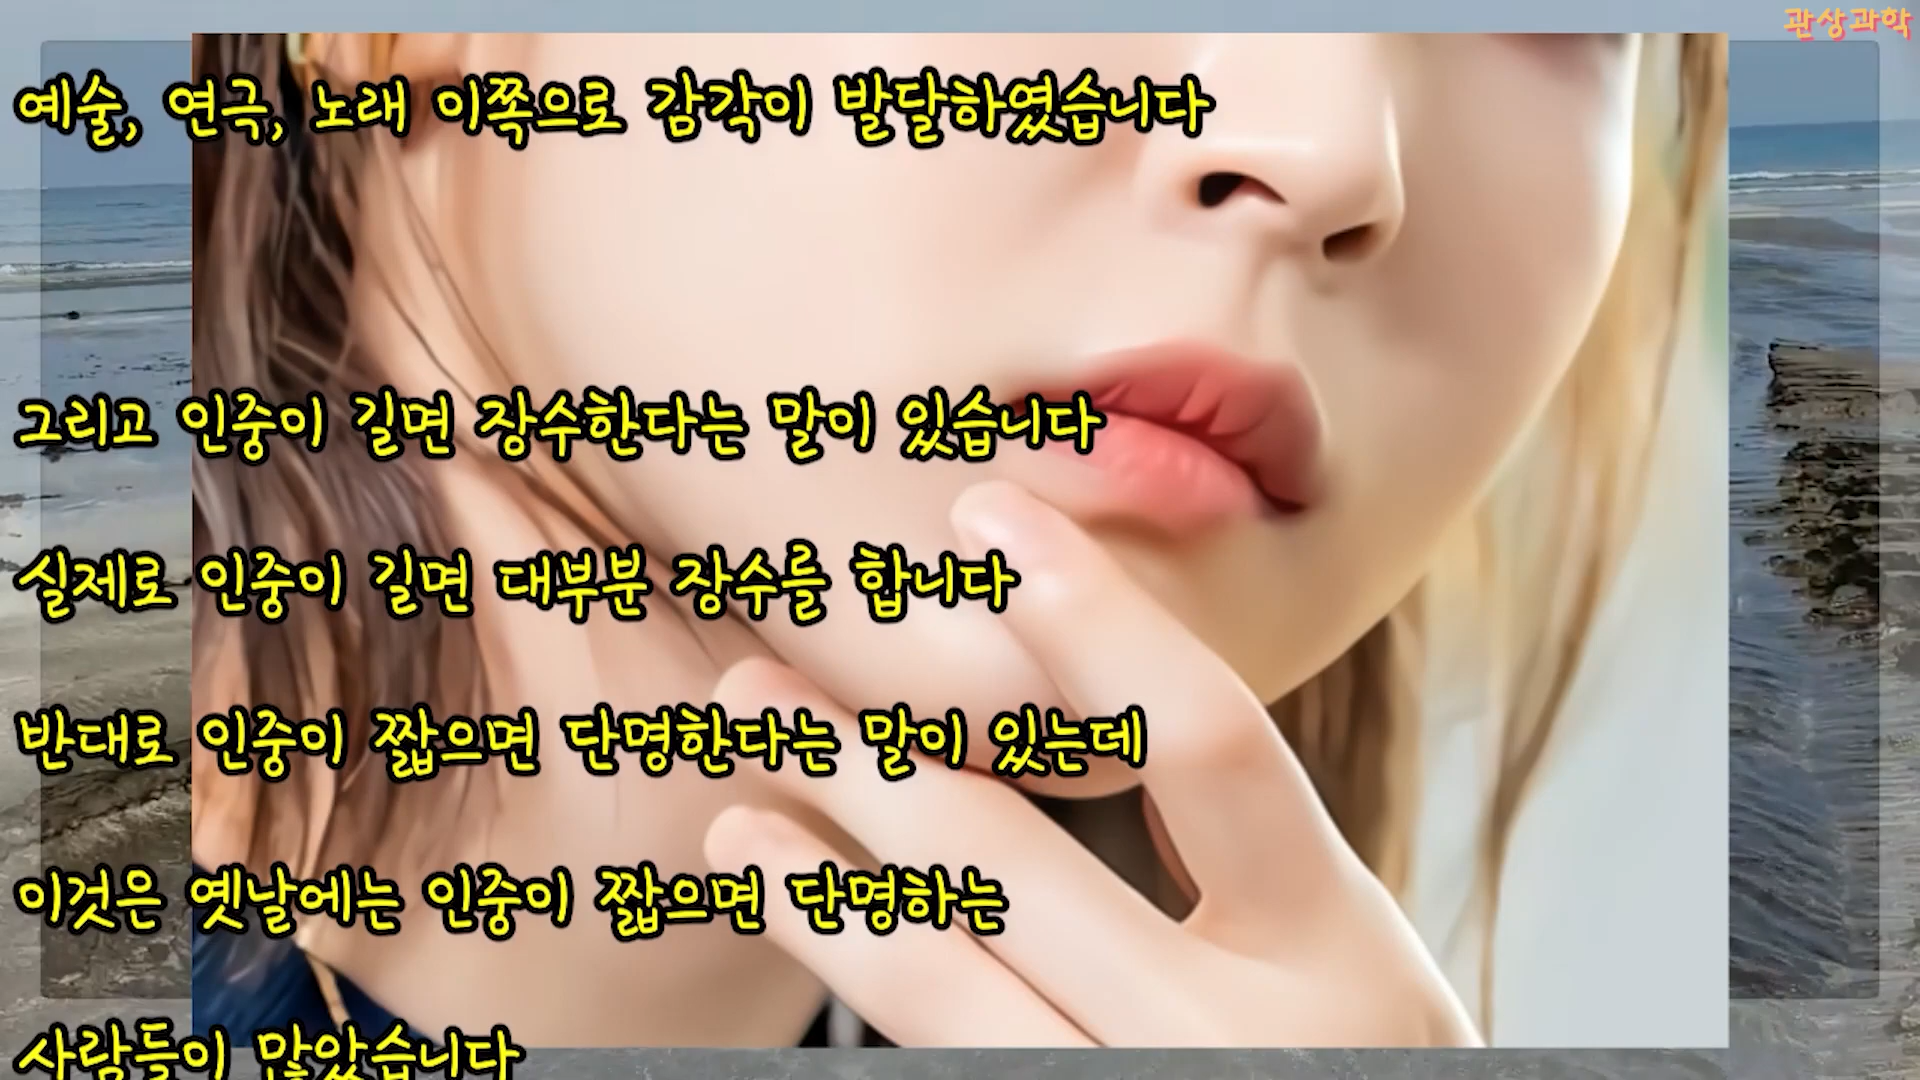 관상과학
예술, 연극, 노래 이쪽으로 감각이 발달하였습니다
그리고 인중이 길면 장수한다는 말이 있습니다
실제로 인중이 길면 대부분 장수를 합니다
반대로 인중이 짧으면 단명한다는 말이 있는데
이것은 옛날에는 인중이 짧으면 단명하는
사람들이 많았습니다